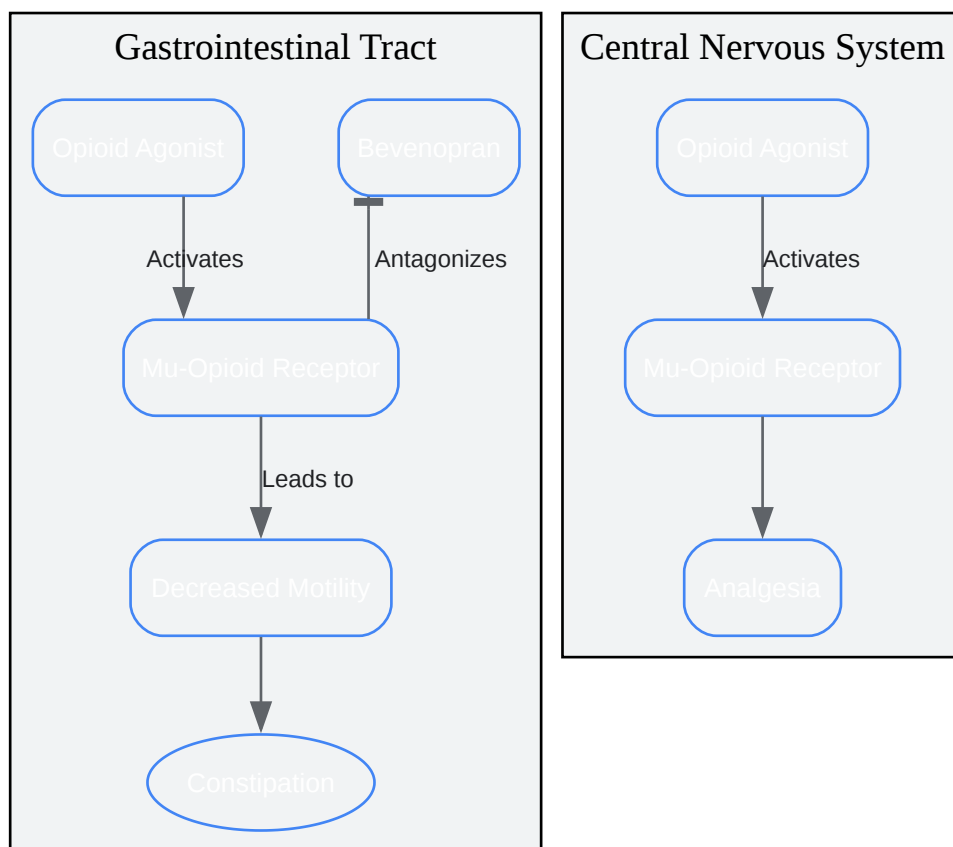 Gastrointestinal Tract
Opioid Agonist
Bevenopran
Activates
Antagonizes
Mu-Opioid Receptor
Leads to
Decreased Motility
Constipation
Central Nervous System
Opioid Agonist
Activates
Mu-Opioid Receptor
Analgesia